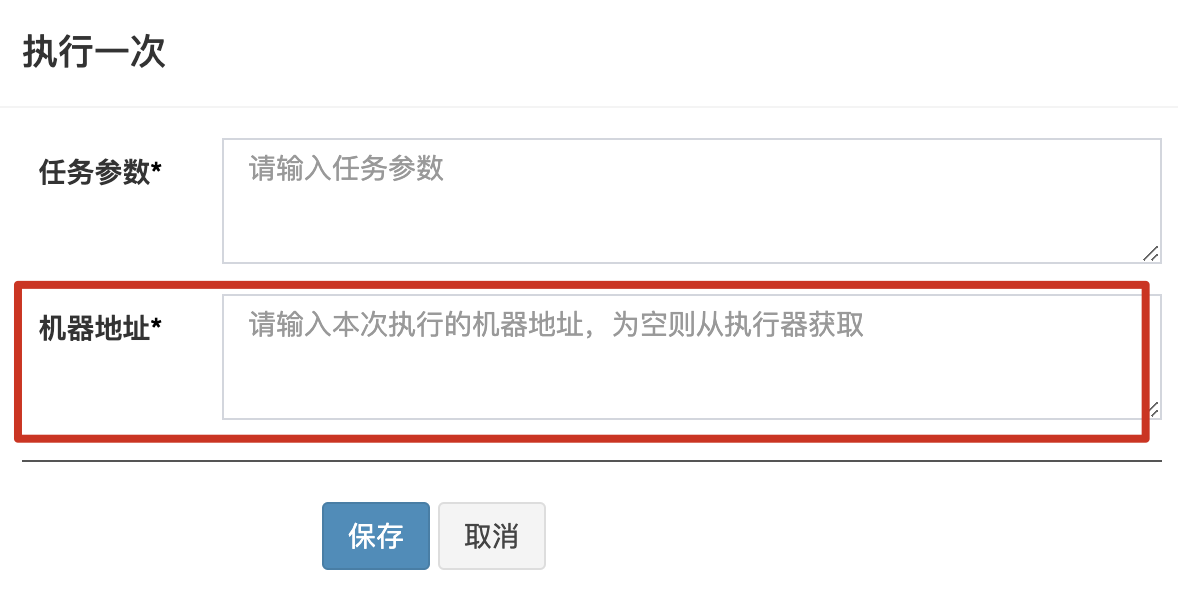 执行一次
任务参数*
请输入任务参数
机器地址*
请输入本次执行的机器地址，为空则从执行器获取
保存
取消